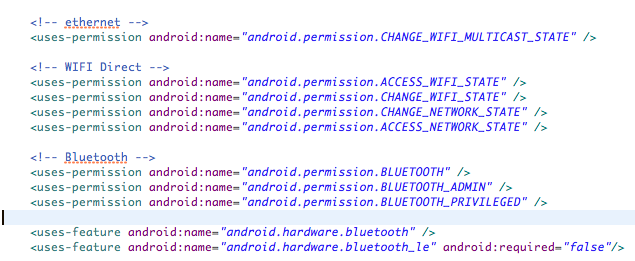 <!-- ethernet -->
<uses-permission android:name="android.permission.CHANGE_WIFI_MULTICAST_STATE" />
<!-- WIFI Direct -->
<uses-permission android:name="android.permission.ACCESS_WIFI_STATE" />
<uses-permission android:name="android.permission.CHANGE_WIFI_STATE" />
<uses-permission android:name="android.permission.CHANGE_NETWORK_STATE" />
<uses-permission android:name="android.permission.ACCESS_NETWORK_STATE" />
<!-- Bluetooth -->
<uses-permission android:name="android.permission.BLUETOOTH" />
<uses-permission android:name="android.permission.BLUETOOTH_ADMIN" />
<uses-permission android:name="android.permission.BLUETOOTH_PRIVILEGED" />
<uses-feature android:name="android.hardware.bluetooth" />
<uses-feature android:name="android.hardware.bluetooth_le" android:required="false"/>